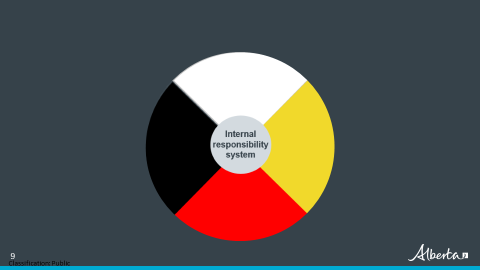 Internal
responsibility
system
9
Classification: Public
Alberta